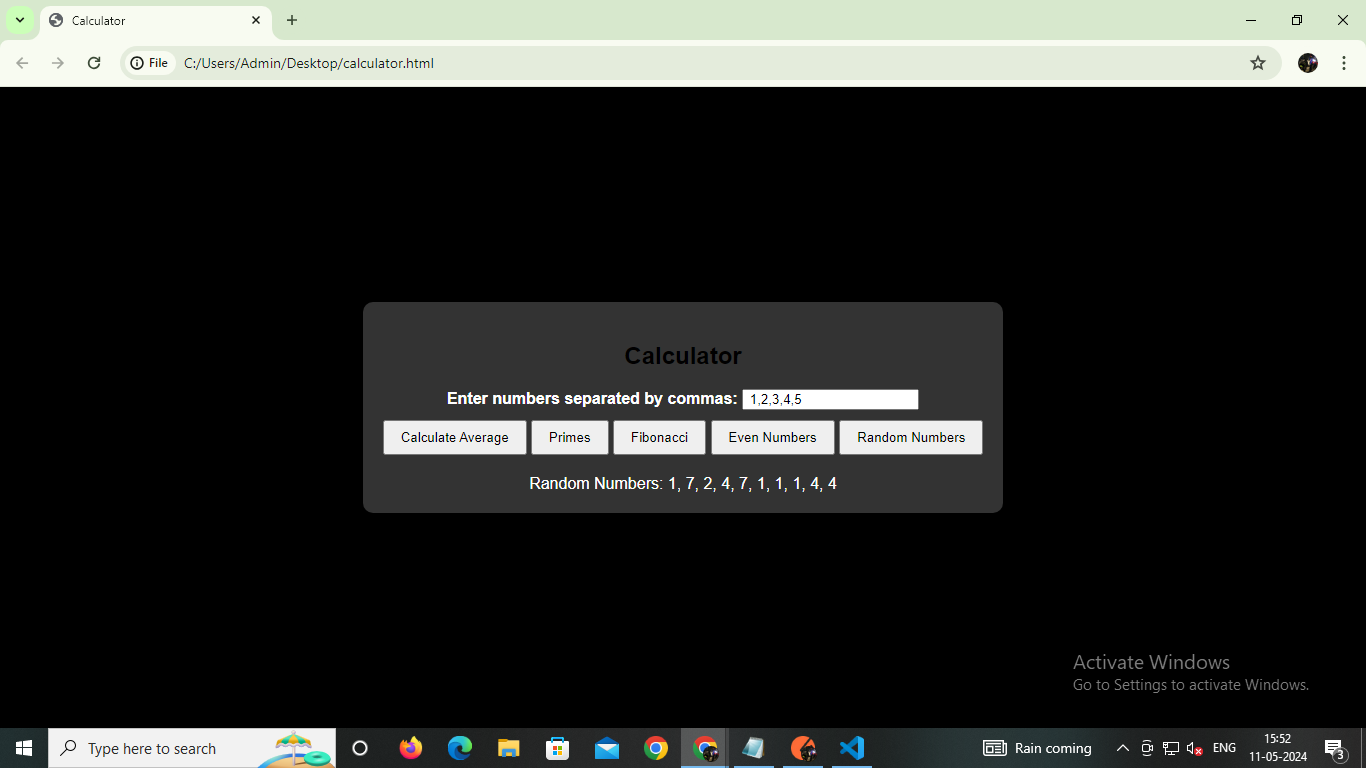 Calculator
File
C:/Users/Admin/Desktop/calculator.html
Calculator
Enter numbers separated by commas: 1,2,3,4,5
Calculate Average Primes Fibonacci Even Numbers Random Numbers
Random Numbers: 1, 7, 2, 4, 7, 1, 1, 1, 4, 4
Activate Windows
Go to Settings to activate Windows.
Type here to search
Rain coming
ENG
15:52
11-05-2024
3